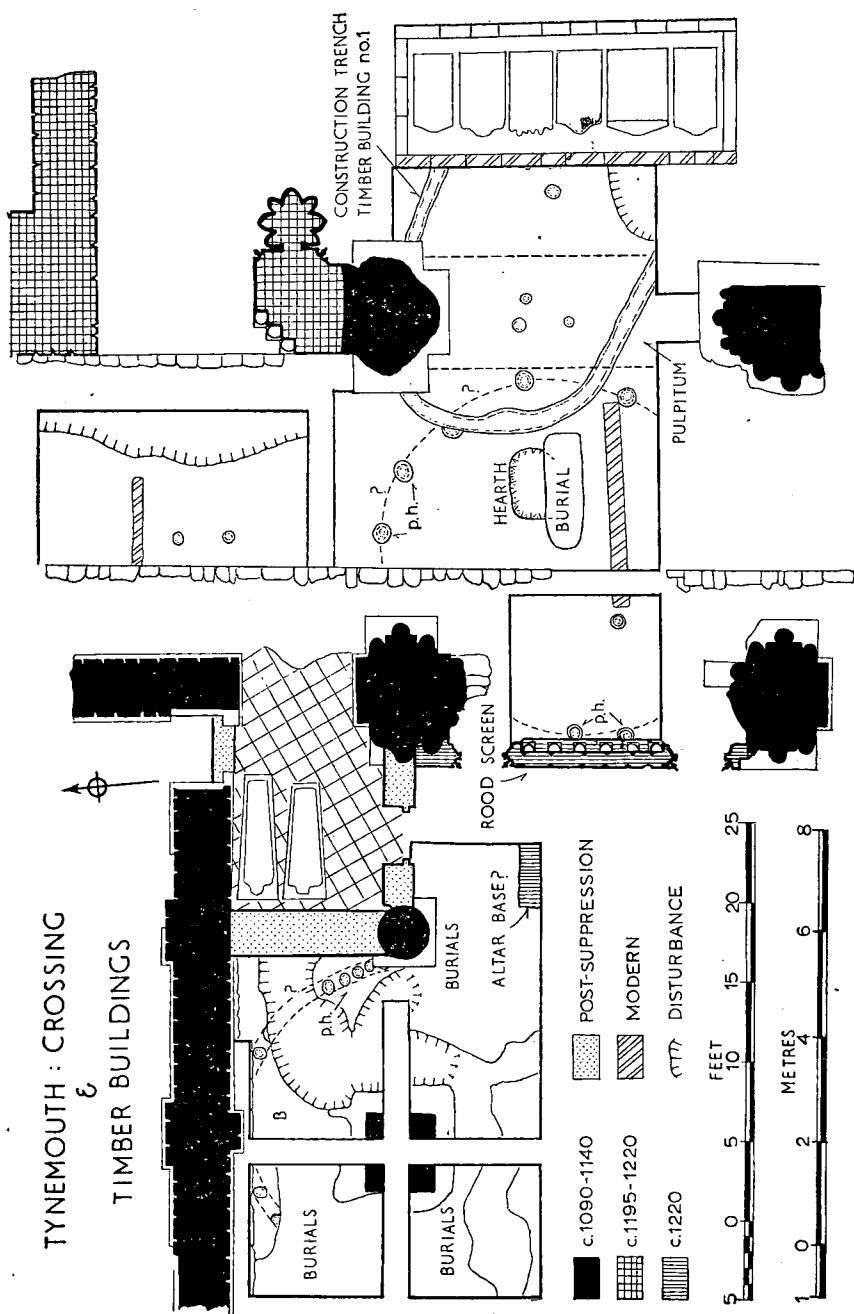 TYNEMOUTH : CROSSING
&
TIMBER BUILDINGS
CONSTRUCTION TRENCH
TIMBER BUILDING no.1
?
?
p.h.
HEARTH
BURIAL
PULPITUM
ROOD SCREEN
p.h.
?
p.h.
B
BURIALS
ALTAR BASE?
BURIALS
BURIALS
c.1090-1140
c.1195-1220
c.1220
POST-SUPPRESSION
MODERN
DISTURBANCE
FEET
5 0 5 10 15 20 25
METRES
1 0 2 4 6 8